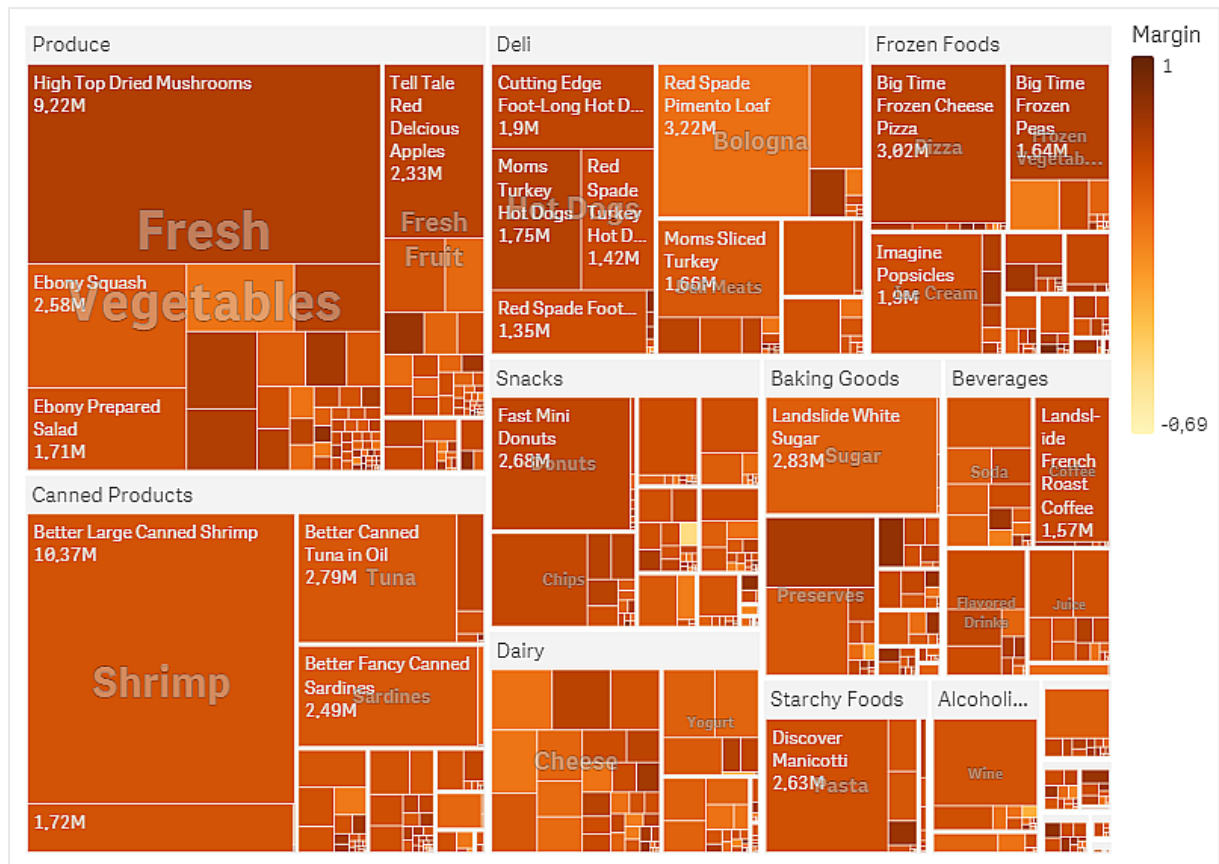 Produce
High Top Dried Mushrooms
9,22M
Fresh
Vegetables
Ebony Squash
2,58M
Ebony Prepared
Salad
1,71M
Tell Tale
Red
Delcious
Apples
2,33M
Fresh
Fruit
Canned Products
Better Large Canned Shrimp
10,37M
Shrimp
1,72M
Better Canned
Tuna in Oil
2,79M
Tuna
Better Fancy Canned
Sardines
2,49M
Sardines
Deli
Cutting Edge
Foot-Long Hot D...
1,9M
Moms
Turkey
Hot Dogs
1,75M
Red
Spade
Turkey
Hot D...
1,42M
Hot Dogs
Red Spade Foot...
1,35M
Red Spade
Pimento Loaf
3,22M
Bologna
Moms Sliced
Turkey
1,66M
Deli Meats
Frozen Foods
Big Time
Frozen Cheese
Pizza
3,02M
Pizza
Big Time
Frozen
Peas
1,64M
Frozen
Vegetab...
Imagine
Popsicles
1,9M
Ice Cream
Snacks
Fast Mini
Donuts
2,68M
Donuts
Chips
Baking Goods
Landslide White
Sugar
2,83M
Sugar
Preserves
Beverages
Soda
Landsl-
ide
French
Roast
Coffee
1,57M
Coffee
Flavored
Drinks
Juice
Dairy
Cheese
Yogurt
Starchy Foods
Discover
Manicotti
2,63M
Pasta
Alcoholi...
Wine
Margin
1
-0,69